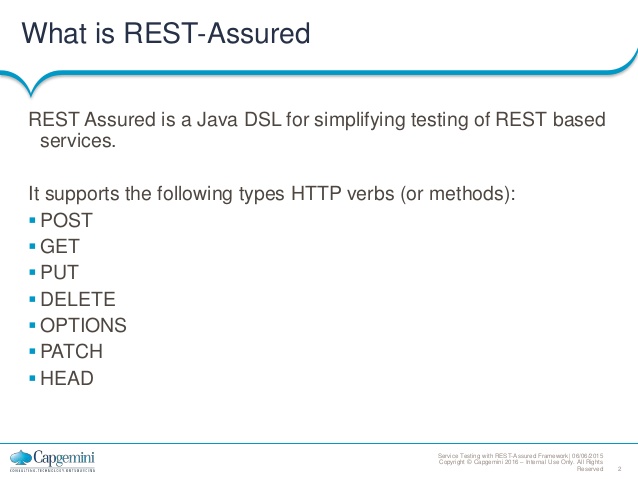 What is REST-Assured
REST Assured is a Java DSL for simplifying testing of REST based
services.
It supports the following types HTTP verbs (or methods):
▪ POST
▪ GET
▪ PUT
▪ DELETE
▪ OPTIONS
▪ PATCH
▪ HEAD
Capgemini
CONSULTING.TECHNOLOGY.OUTSOURCING
Service Testing with REST-Assured Framework| 06/06/2015
Copyright © Capgemini 2016 – Internal Use Only. All Rights
Reserved 2